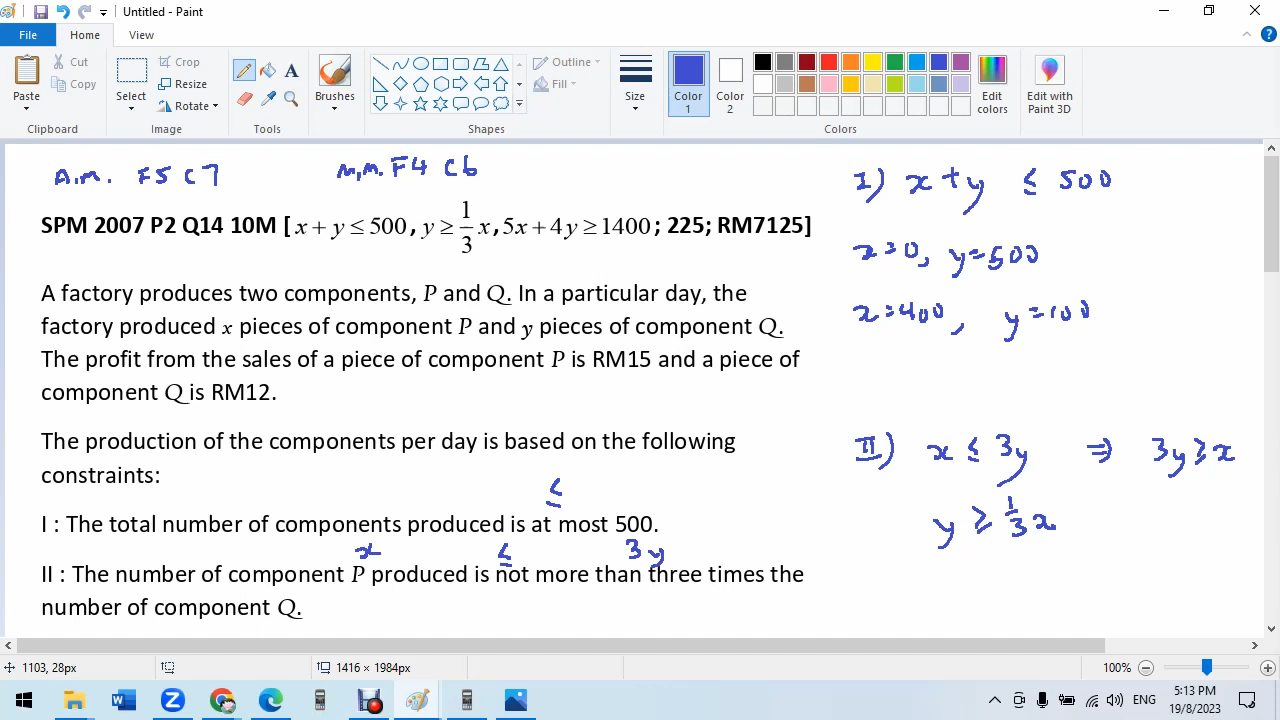 Untitled - Paint
File Home View
Paste Cut Copy
Select Crop Resize Rotate
Brushes
Outline Fill
Size
Color 1
Color 2
Edit colors
Edit with Paint 3D
Clipboard Image Tools Shapes Colors
A.m. F5 C7 M.M. F4 C6
SPM 2007 P2 Q14 10M [x + y ≤ 500, y ≥ 1/3 x, 5x + 4y ≥ 1400; 225; RM7125]
A factory produces two components, P and Q. In a particular day, the
factory produced x pieces of component P and y pieces of component Q.
The profit from the sales of a piece of component P is RM15 and a piece of
component Q is RM12.
The production of the components per day is based on the following
constraints:
≤
I : The total number of components produced is at most 500.
x ≤ 3y
II : The number of component P produced is not more than three times the
number of component Q.
I) x + y ≤ 500
x = 0, y = 500
x = 400, y = 100
II) x ≤ 3y ⇒ 3y ≥ x
y ≥ 1/3 x
1103, 28px
1416 × 1984px
100%
ENG
5:13 PM
19/8/2023